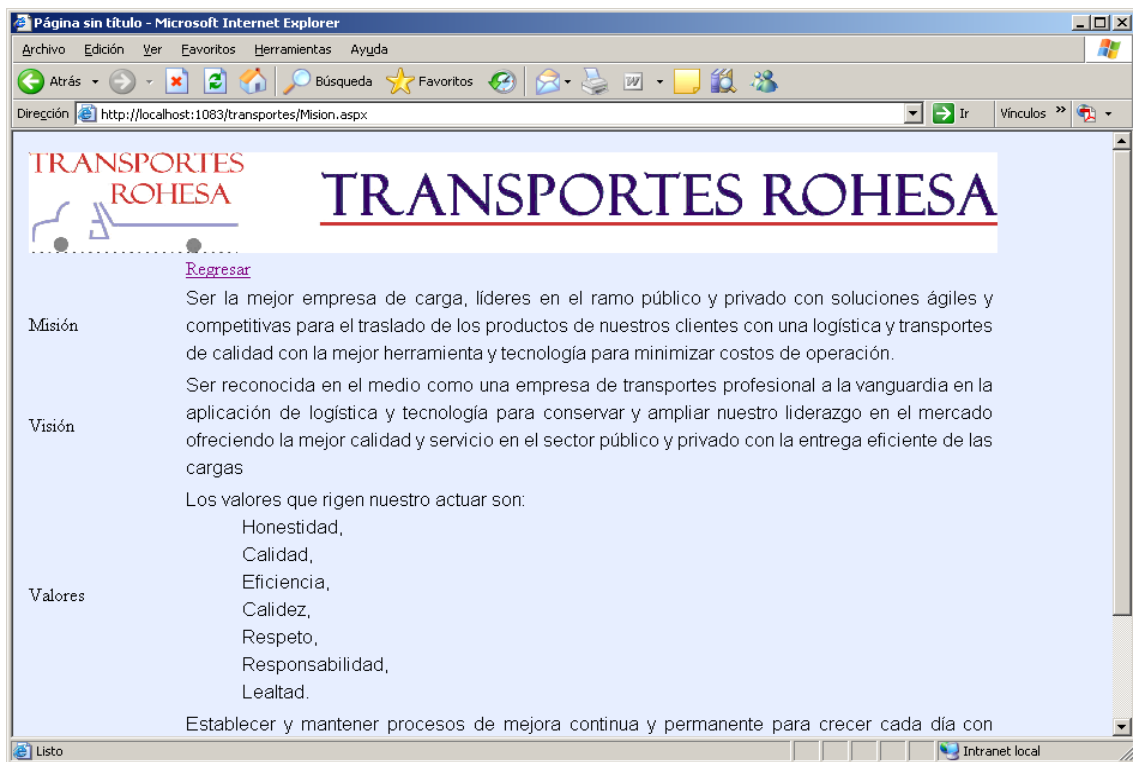 Página sin título - Microsoft Internet Explorer
Archivo Edición Ver Favoritos Herramientas Ayuda
Atrás Búsqueda Favoritos W
Dirección http://localhost:1083/transportes/Mision.aspx Ir Vínculos »
TRANSPORTES
ROHESA
TRANSPORTES ROHESA
Regresar
Misión
Ser la mejor empresa de carga, líderes en el ramo público y privado con soluciones ágiles y
competitivas para el traslado de los productos de nuestros clientes con una logística y transportes
de calidad con la mejor herramienta y tecnología para minimizar costos de operación.
Visión
Ser reconocida en el medio como una empresa de transportes profesional a la vanguardia en la
aplicación de logística y tecnología para conservar y ampliar nuestro liderazgo en el mercado
ofreciendo la mejor calidad y servicio en el sector público y privado con la entrega eficiente de las
cargas
Valores
Los valores que rigen nuestro actuar son:
Honestidad,
Calidad,
Eficiencia,
Calidez,
Respeto,
Responsabilidad,
Lealtad.
Establecer y mantener procesos de mejora continua y permanente para crecer cada día con
Listo Intranet local